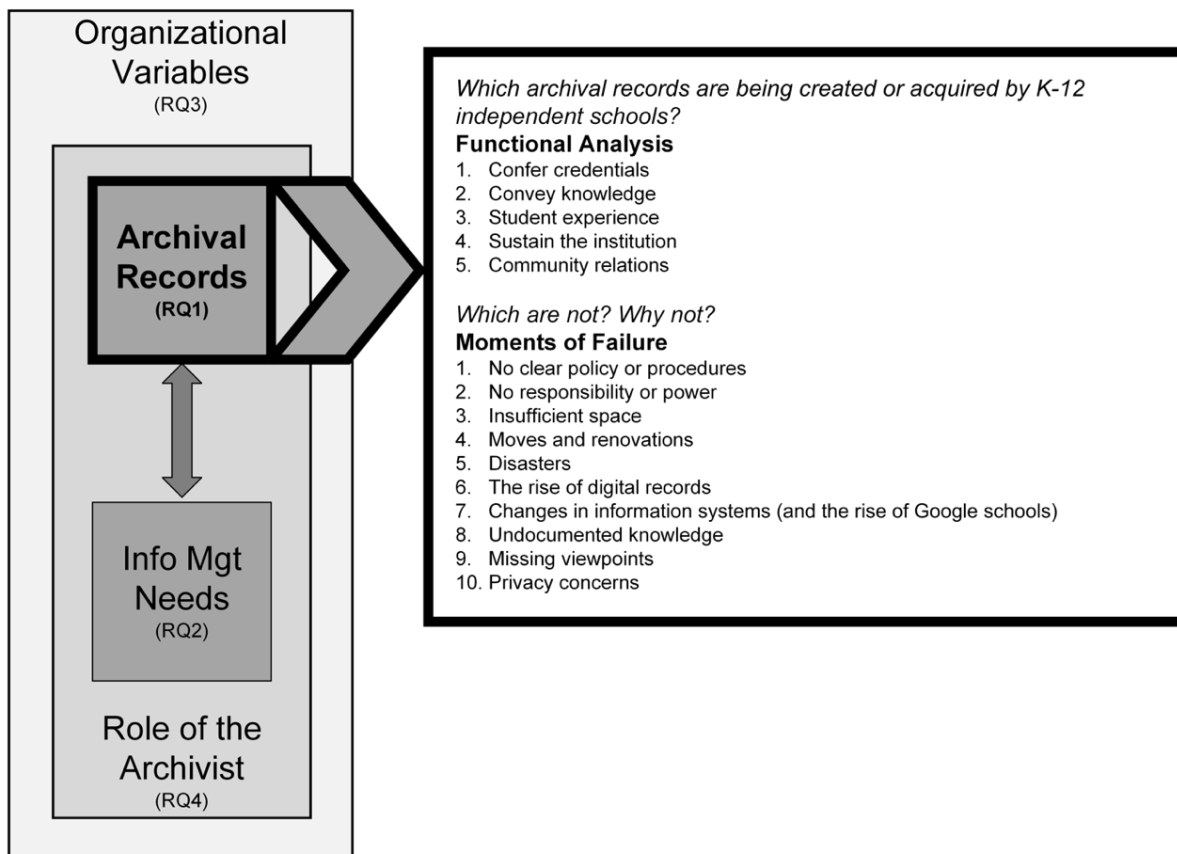 Organizational
Variables
(RQ3)
Archival
Records
(RQ1)
Info Mgt
Needs
(RQ2)
Role of the
Archivist
(RQ4)
Which archival records are being created or acquired by K-12
independent schools?
Functional Analysis
1. Confer credentials
2. Convey knowledge
3. Student experience
4. Sustain the institution
5. Community relations
Which are not? Why not?
Moments of Failure
1. No clear policy or procedures
2. No responsibility or power
3. Insufficient space
4. Moves and renovations
5. Disasters
6. The rise of digital records
7. Changes in information systems (and the rise of Google schools)
8. Undocumented knowledge
9. Missing viewpoints
10. Privacy concerns